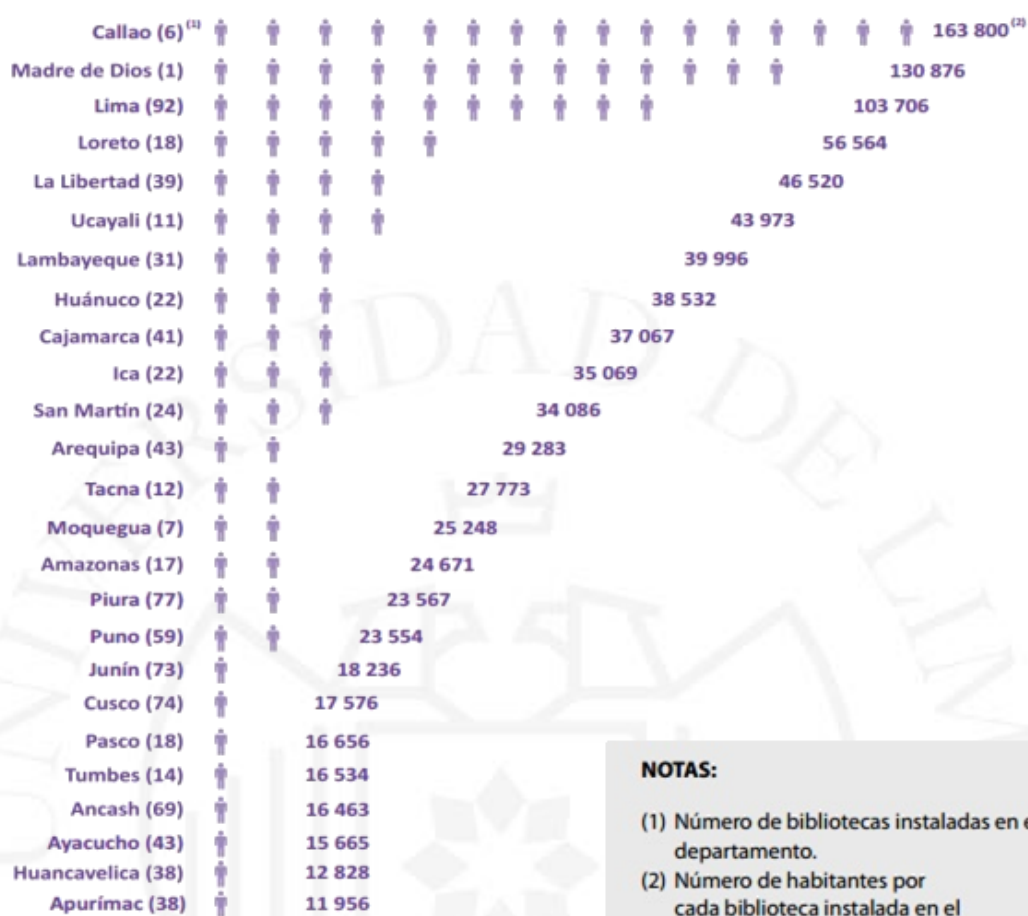 Callao (6)(1) 163 800(2)
Madre de Dios (1) 130 876
Lima (92) 103 706
Loreto (18) 56 564
La Libertad (39) 46 520
Ucayali (11) 43 973
Lambayeque (31) 39 996
Huánuco (22) 38 532
Cajamarca (41) 37 067
Ica (22) 35 069
San Martín (24) 34 086
Arequipa (43) 29 283
Tacna (12) 27 773
Moquegua (7) 25 248
Amazonas (17) 24 671
Piura (77) 23 567
Puno (59) 23 554
Junín (73) 18 236
Cusco (74) 17 576
Pasco (18) 16 656
Tumbes (14) 16 534
Ancash (69) 16 463
Ayacucho (43) 15 665
Huancavelica (38) 12 828
Apurímac (38) 11 956
NOTAS:
(1) Número de bibliotecas instaladas en e
departamento.
(2) Número de habitantes por
cada biblioteca instalada en el
UNIVERSIDAD DE LIM